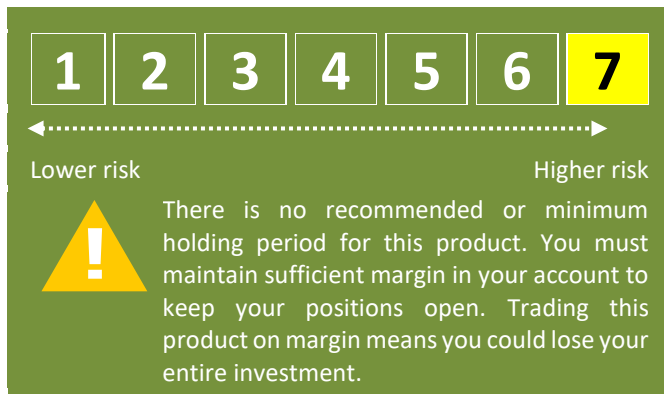 1 2 3 4 5 6 7
Lower risk Higher risk
!
There is no recommended or minimum
holding period for this product. You must
maintain sufficient margin in your account to
keep your positions open. Trading this
product on margin means you could lose your
entire investment.